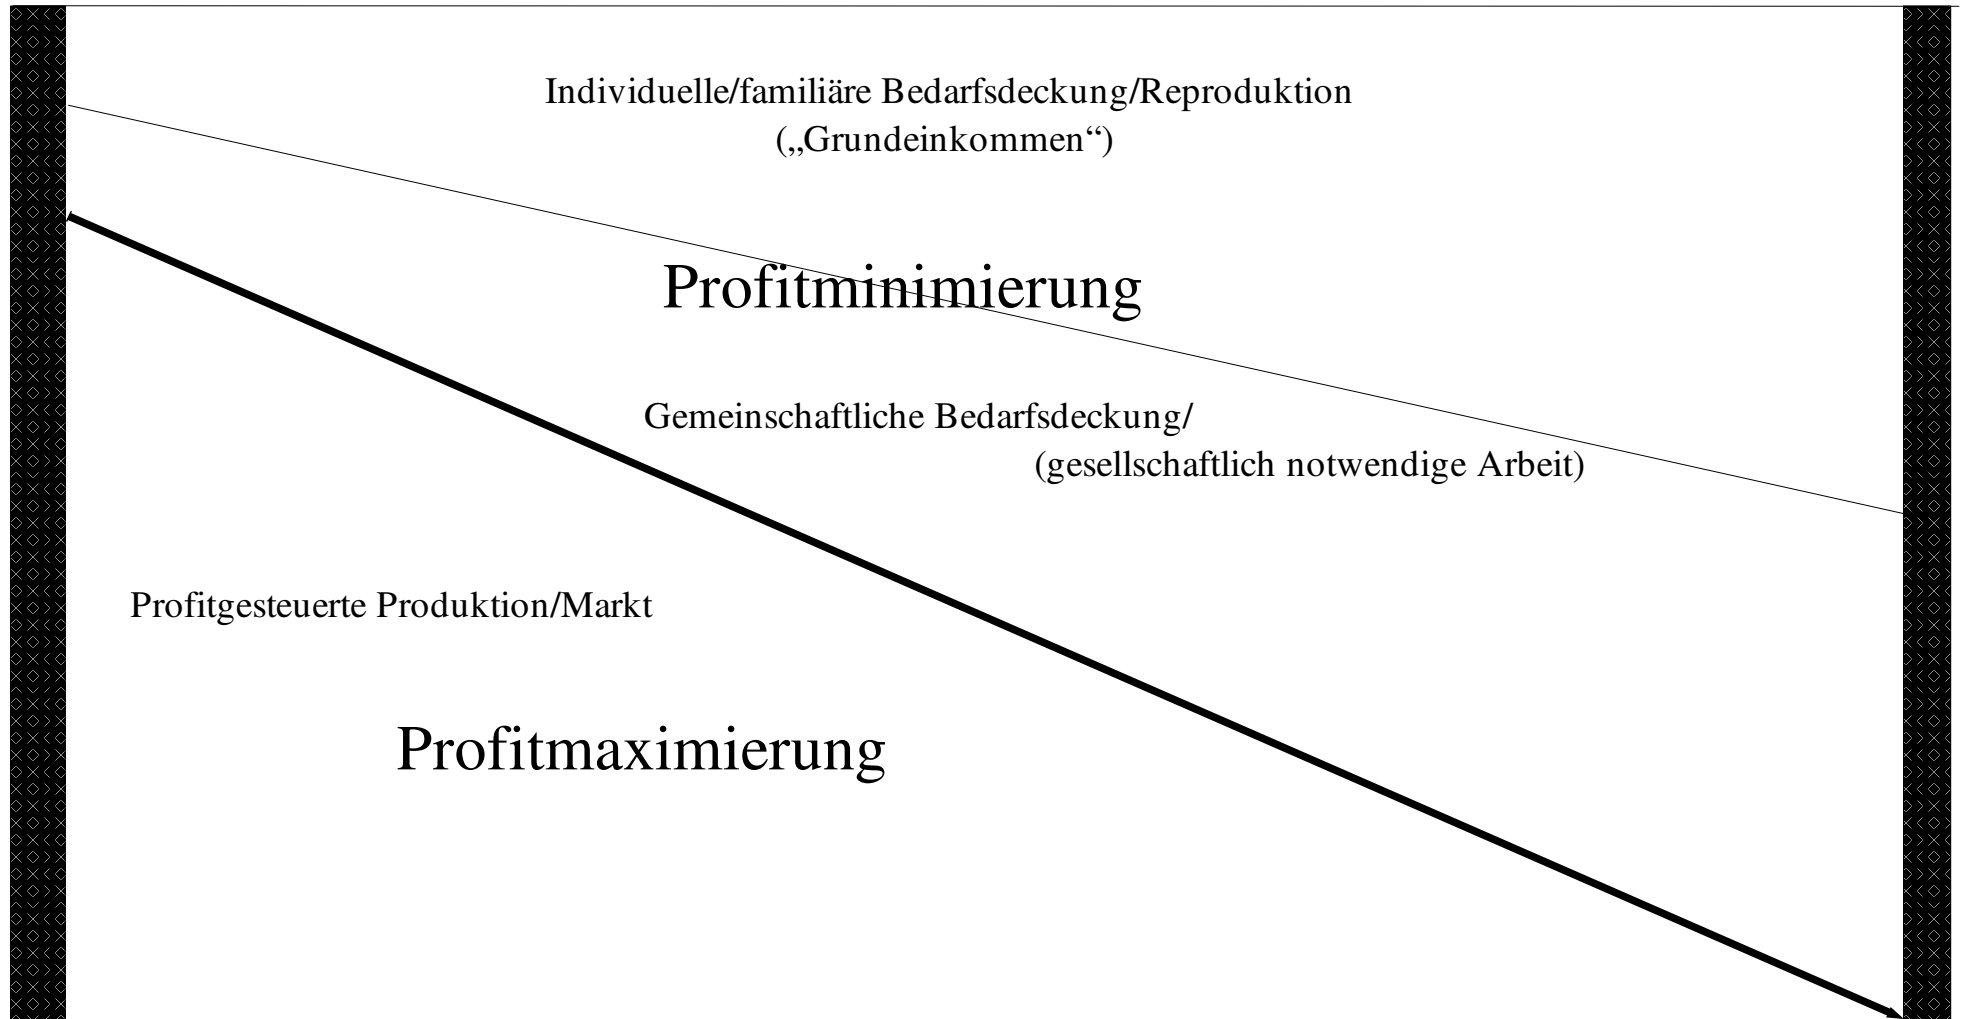 Individuelle/familiäre Bedarfsdeckung/Reproduktion
(„Grundeinkommen“)
Profitminimierung
Gemeinschaftliche Bedarfsdeckung/
(gesellschaftlich notwendige Arbeit)
Profitgesteuerte Produktion/Markt
Profitmaximierung